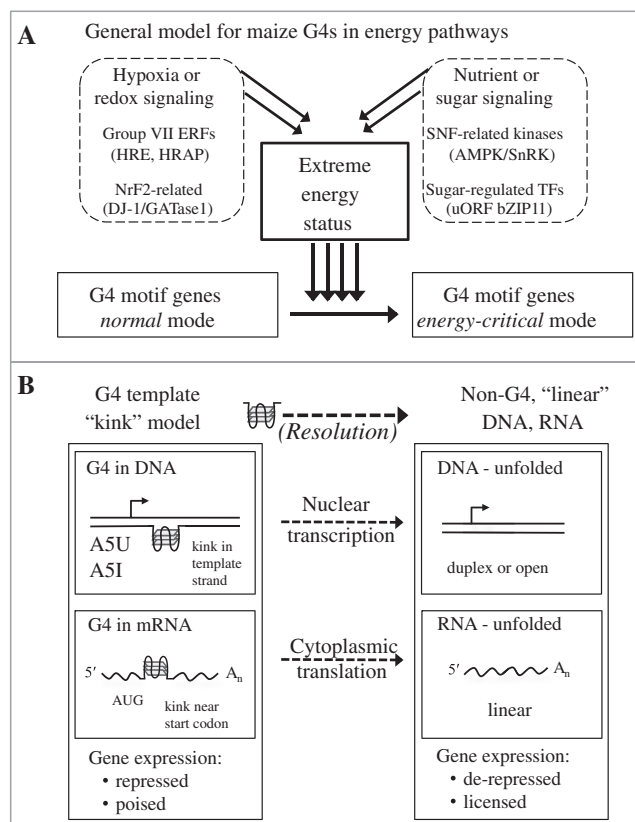 A
General model for maize G4s in energy pathways
Hypoxia or
redox signaling
Group VII ERFs
(HRE, HRAP)
NrF2-related
(DJ-1/GATase1)
Nutrient or
sugar signaling
SNF-related kinases
(AMPK/SnRK)
Sugar-regulated TFs
(uORF bZIP11)
Extreme
energy
status
G4 motif genes
normal mode
G4 motif genes
energy-critical mode
B
G4 template
“kink” model
(Resolution)
Non-G4, “linear”
DNA, RNA
G4 in DNA
A5U
A5I
kink in
template
strand
Nuclear
transcription
DNA - unfolded
duplex or open
G4 in mRNA
5′
An
AUG
kink near
start codon
Cytoplasmic
translation
RNA - unfolded
5′
An
linear
Gene expression:
• repressed
• poised
Gene expression:
• de-repressed
• licensed